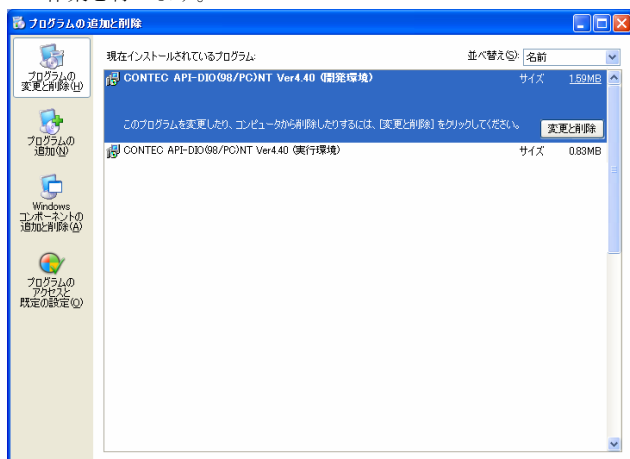 プログラムの追加と削除
現在インストールされているプログラム:
並べ替え(S): 名前
プログラムの
変更と削除(H)
プログラムの
追加(N)
Windows
コンポーネントの
追加と削除(A)
プログラムの
アクセスと
既定の設定(O)
CONTEC API-DIO(98/PC)NT Ver4.40 (開発環境)
サイズ 1.59MB
このプログラムを変更したり、コンピュータから削除したりするには、[変更と削除] をクリックしてください。
変更と削除
CONTEC API-DIO(98/PC)NT Ver4.40 (実行環境)
サイズ 0.83MB